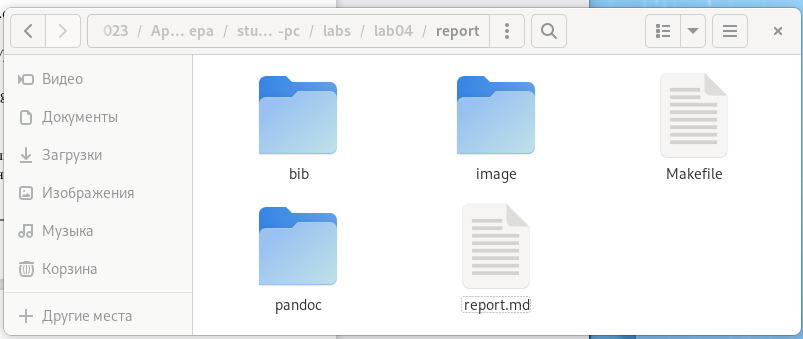 023 / Ap... ера / stu... -pc / labs / lab04 / report
Видео
Документы
Загрузки
Изображения
Музыка
Корзина
Другие места
bib
image
Makefile
pandoc
report.md